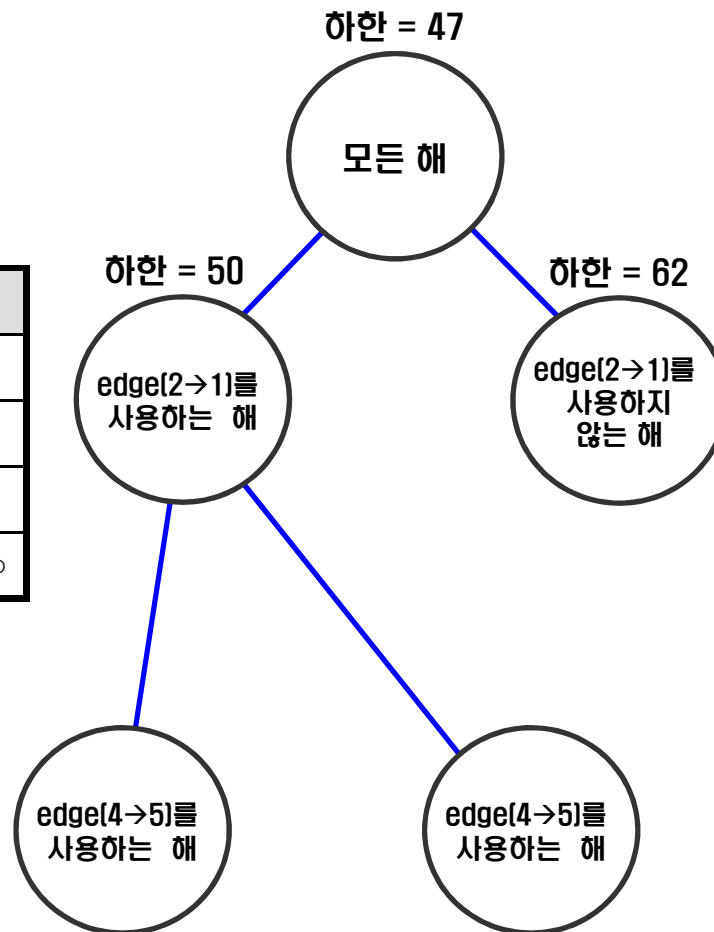 하한 = 47
모든 해
하한 = 50
하한 = 62
edge(2→1)를
사용하는 해
edge(2→1)를
사용하지
않는 해
edge(4→5)를
사용하는 해
edge(4→5)를
사용하는 해